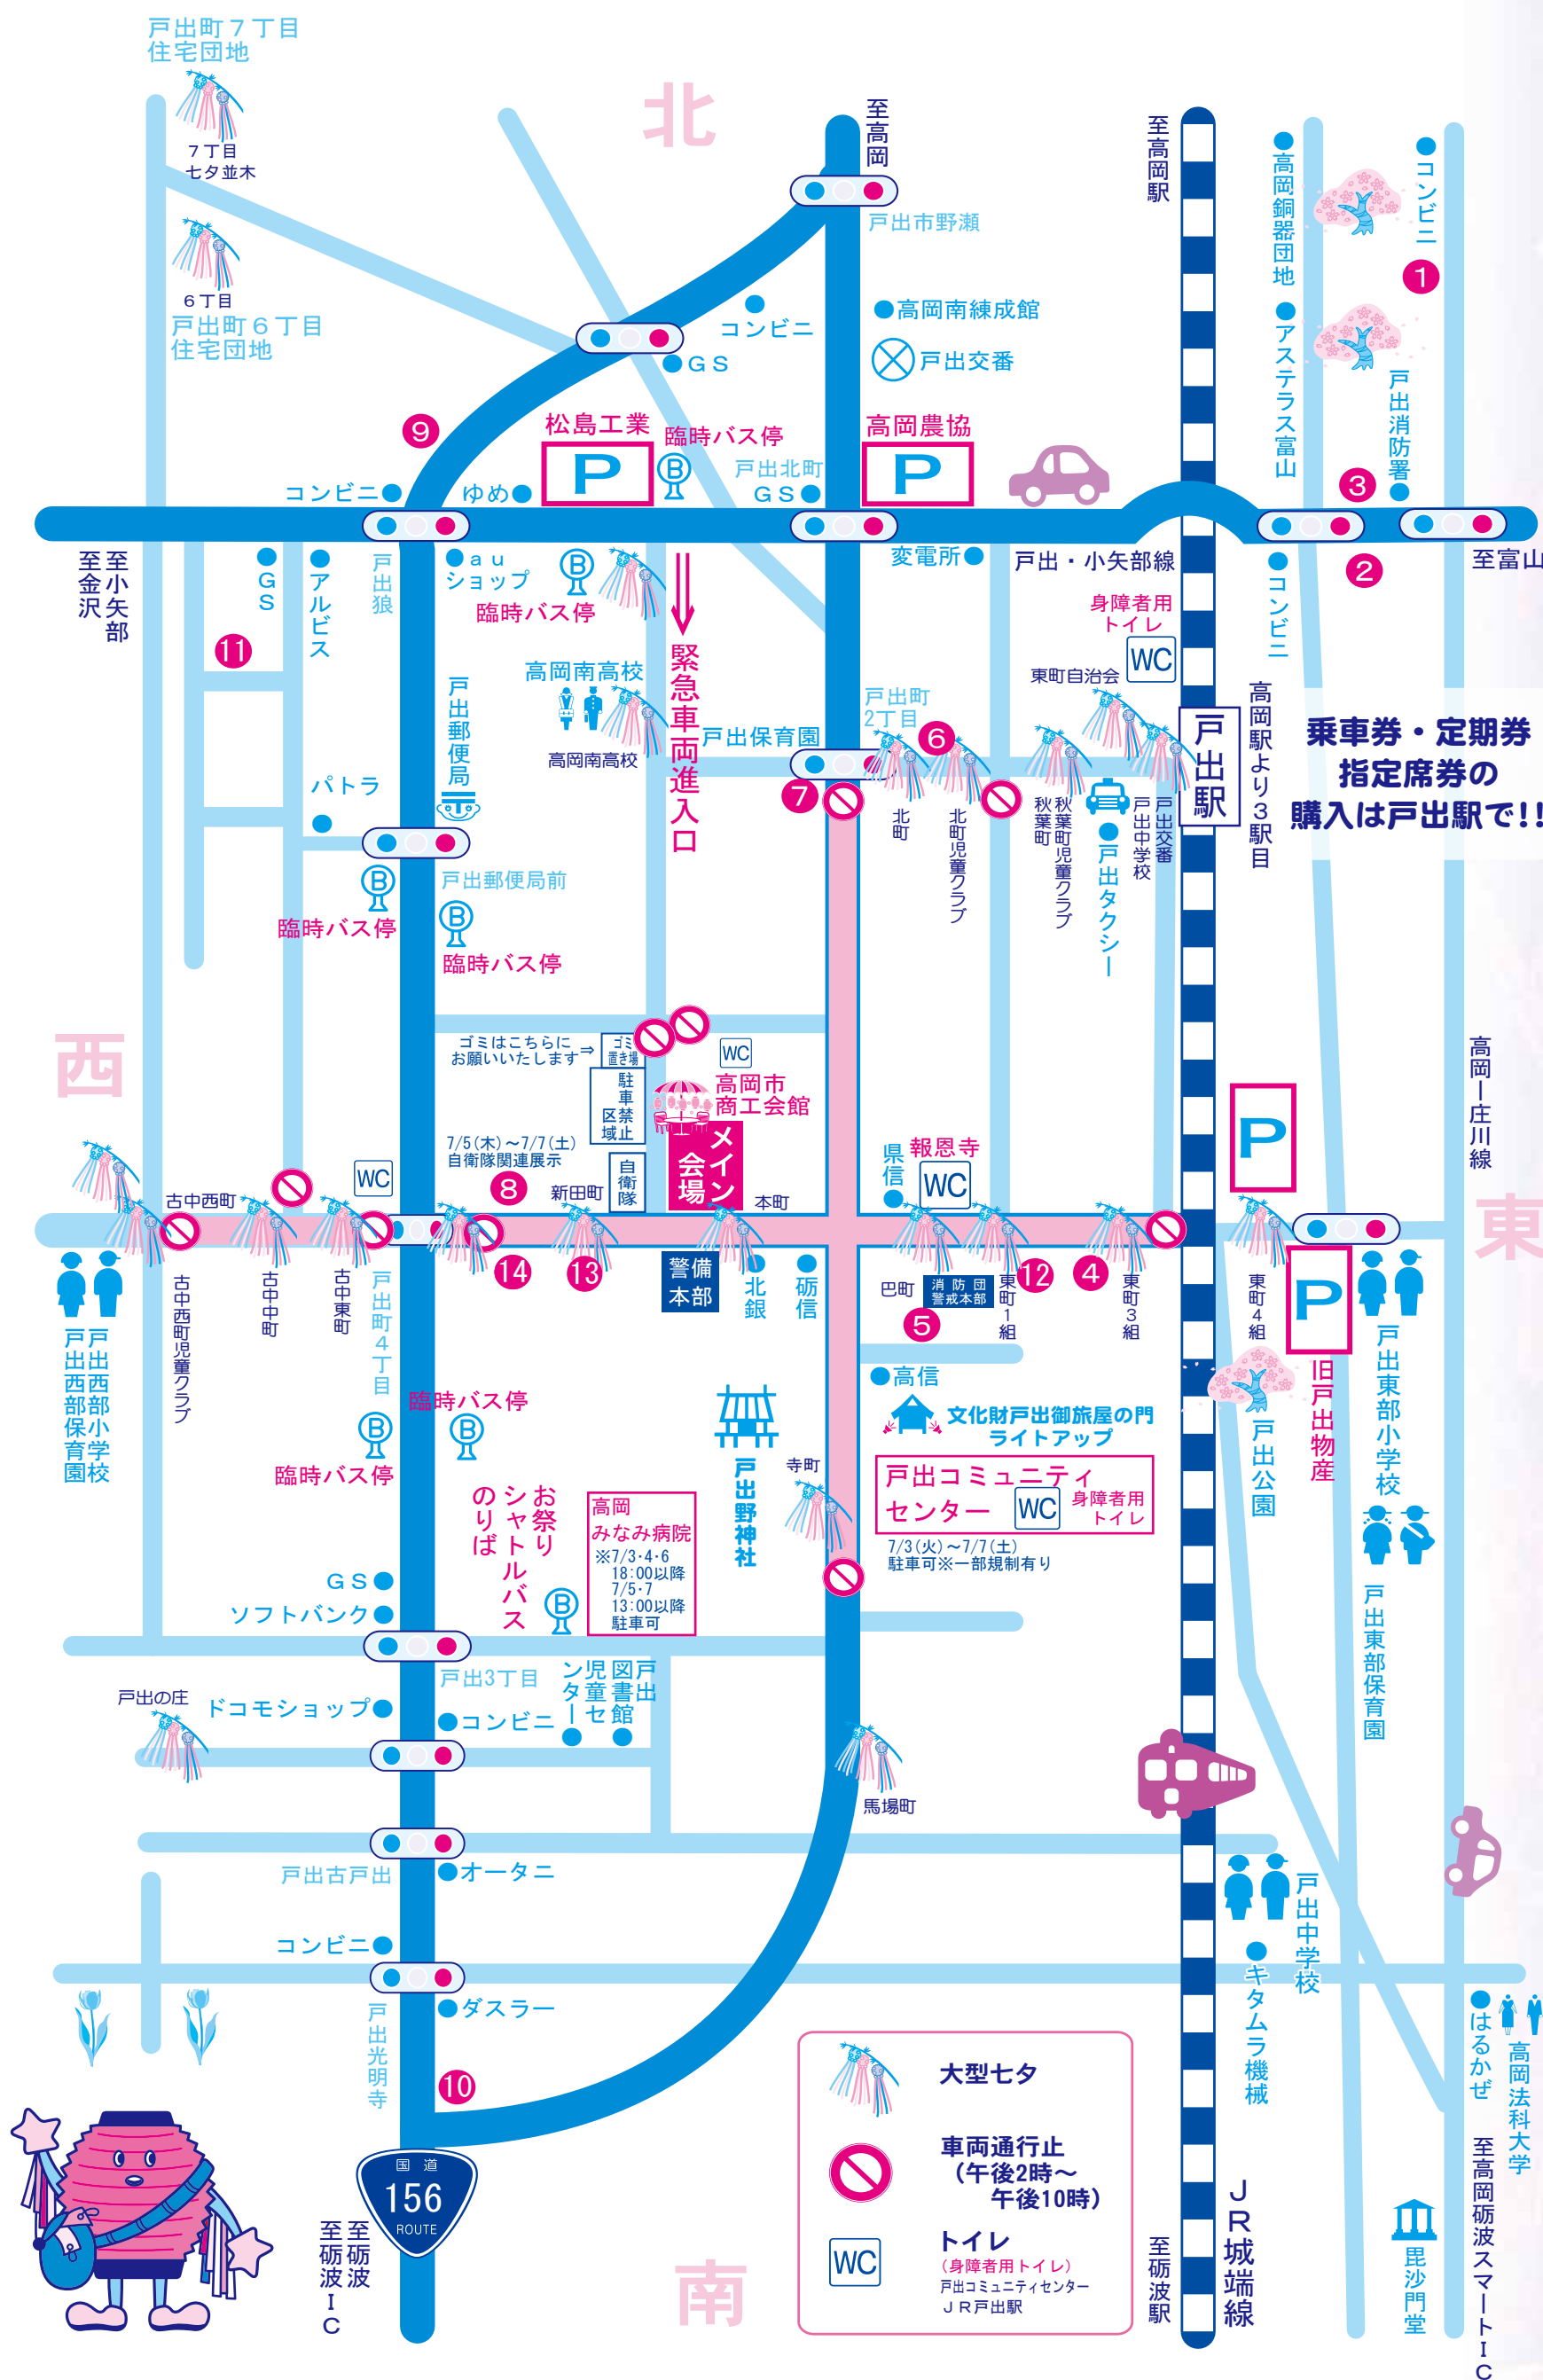 戸出町７丁目
住宅団地
７丁目
七夕並木
６丁目
戸出町６丁目
住宅団地
北
至高岡
戸出市野瀬
コンビニ
ＧＳ
高岡南練成館
戸出交番
至高岡駅
高岡銅器団地
コンビニ
1
アステラス富山
戸出消防署
3
2
至富山
コンビニ
9
松島工業
P
臨時バス停
B
戸出北町
ＧＳ
高岡農協
P
コンビニ
ゆめ
至小矢部
至金沢
ＧＳ
アルビス
戸出狼
ａｕ
ショップ
B
臨時バス停
変電所
戸出・小矢部線
身障者用
トイレ
WC
東町自治会
11
緊急車両進入口
高岡南高校
高岡南高校
戸出郵便局
パトラ
戸出保育園
戸出町
2丁目
6
7
北町
北町児童クラブ
秋葉町児童クラブ
秋葉町
戸出タクシー
戸出交番
戸出中学校
戸出駅
高岡駅より３駅目
乗車券・定期券
指定席券の
購入は戸出駅で!!
B
戸出郵便局前
臨時バス停
B
臨時バス停
西
ゴミはこちらに
お願いいたします⇒
ゴミ
置き場
WC
高岡市
商工会館
駐車禁止
区域
7/5(木)～7/7(土)
自衛隊関連展示
自衛隊
8
新田町
メイン
会場
本町
県信
報恩寺
WC
P
高岡ー庄川線
東
古中西町
WC
戸出西部小学校
戸出西部保育園
古中西町児童クラブ
古中中町
古中東町
戸出町４丁目
14
13
警備
本部
北銀
砺信
巴町
消防団
警戒本部
東町１組
12
4
東町３組
5
東町４組
P
旧戸出物産
戸出東部小学校
戸出公園
臨時バス停
B
B
臨時バス停
高信
文化財戸出御旅屋の門
ライトアップ
戸出野神社
寺町
戸出コミュニティ
センター
WC
身障者用
トイレ
7/3(火)～7/7(土)
駐車可※一部規制有り
お祭り
シャトルバス
のりば
B
高岡
みなみ病院
※7/3･4･6
18:00以降
7/5･7
13:00以降
駐車可
ＧＳ
ソフトバンク
戸出東部保育園
戸出3丁目
戸出の庄
ドコモショップ
コンビニ
戸出
図書館
児童セ
ンター
馬場町
戸出古戸出
オータニ
コンビニ
戸出中学校
キタムラ機械
戸出光明寺
ダスラー
はるかぜ
高岡法科大学
10
国道
156
ROUTE
至砺波
至砺波ＩＣ
南
大型七夕
車両通行止
（午後2時～
午後10時）
WC
トイレ
（身障者用トイレ）
戸出コミュニティセンター
ＪＲ戸出駅
至砺波駅
ＪＲ城端線
毘沙門堂
至高岡砺波スマートＩＣ